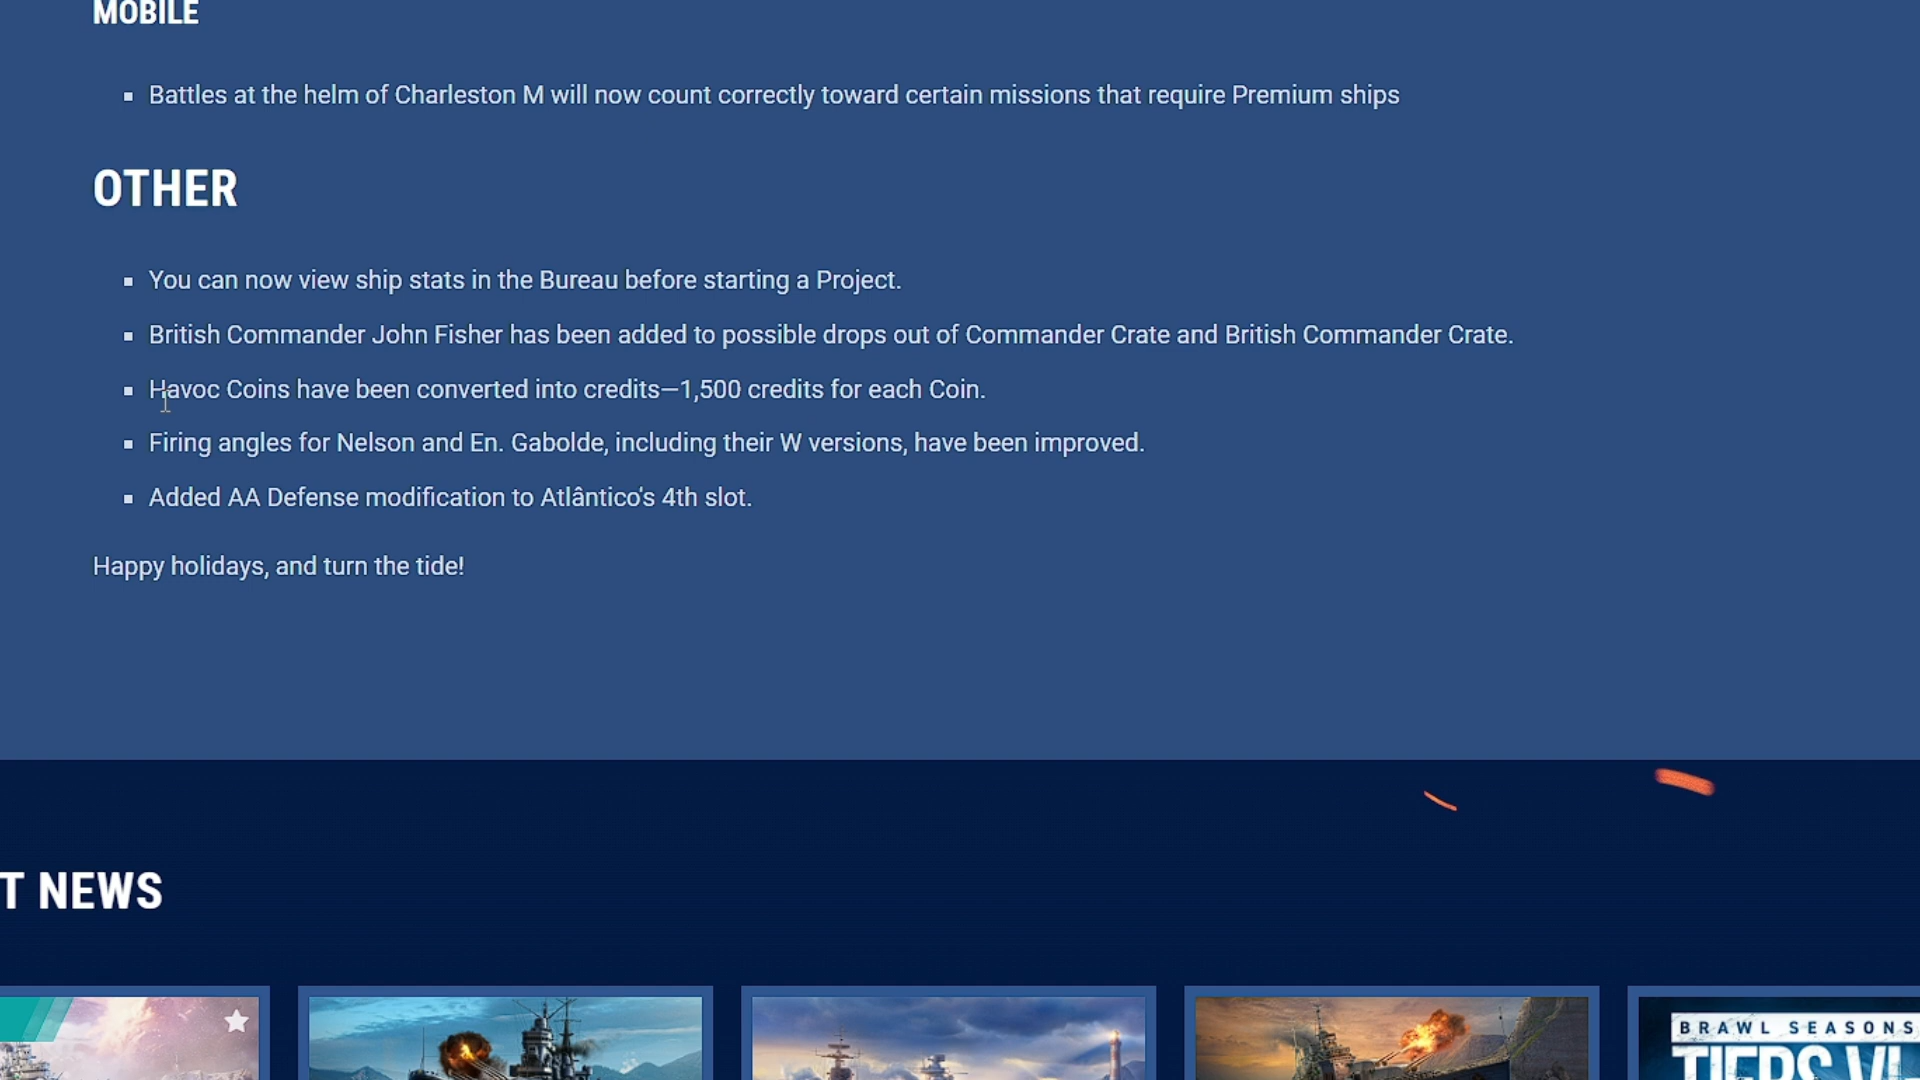 MOBILE
Battles at the helm of Charleston M will now count correctly toward certain missions that require Premium ships
OTHER
You can now view ship stats in the Bureau before starting a Project.
British Commander John Fisher has been added to possible drops out of Commander Crate and British Commander Crate.
Havoc Coins have been converted into credits—1,500 credits for each Coin.
Firing angles for Nelson and En. Gabolde, including their W versions, have been improved.
Added AA Defense modification to Atlântico's 4th slot.
Happy holidays, and turn the tide!
T NEWS
BRAWL SEASONS
TIERS VI